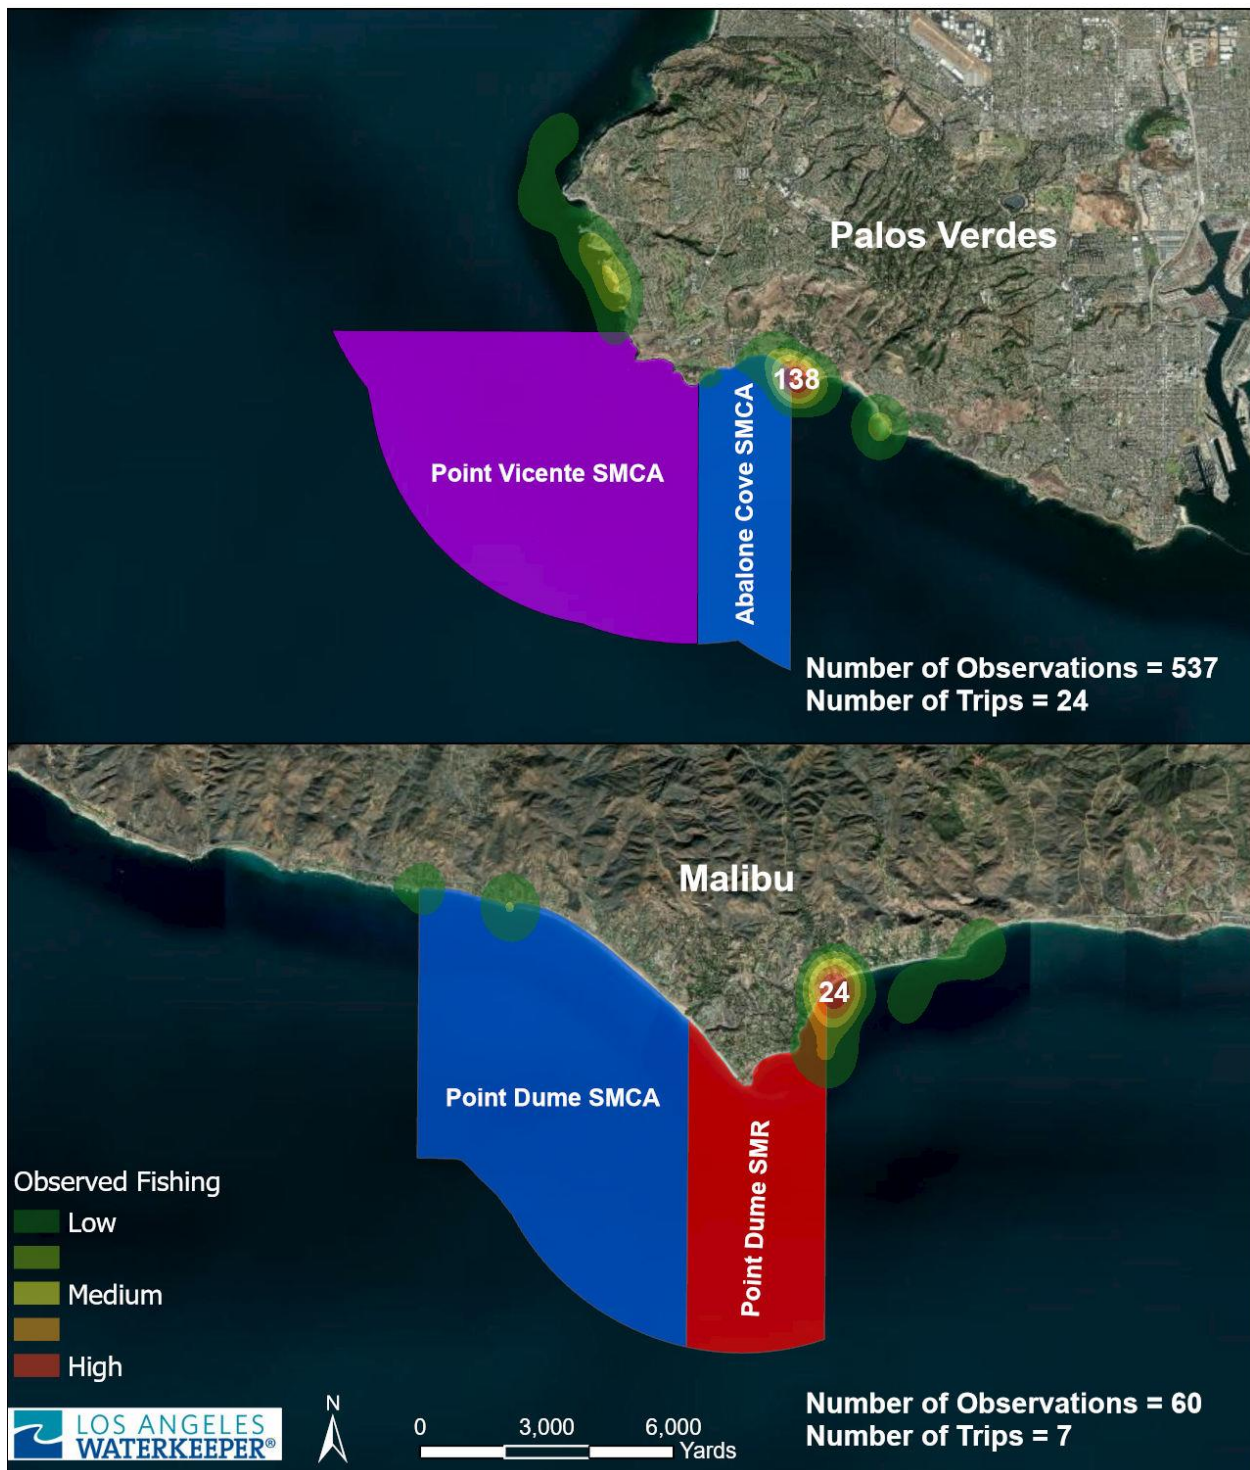 Palos Verdes
138
Point Vicente SMCA
Abalone Cove SMCA
Number of Observations = 537
Number of Trips = 24
Malibu
24
Point Dume SMCA
Point Dume SMR
Observed Fishing
Low
Medium
High
LOS ANGELES
WATERKEEPER®
N
0 3,000 6,000
Yards
Number of Observations = 60
Number of Trips = 7